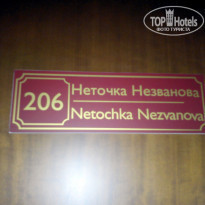 TOP Hotels
ФОТО ТУРИСТА
206
Неточка Незванова
Netochka Nezvanova